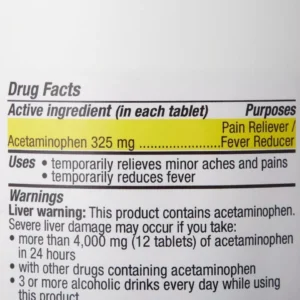 Drug Facts
Active ingredient (in each tablet) Purposes
Pain Reliever /
Acetaminophen 325 mg ........................Fever Reducer
Uses • temporarily relieves minor aches and pains
• temporarily reduces fever
Warnings
Liver warning: This product contains acetaminophen.
Severe liver damage may occur if you take:
• more than 4,000 mg (12 tablets) of acetaminophen
in 24 hours
• with other drugs containing acetaminophen
• 3 or more alcoholic drinks every day while using
this product